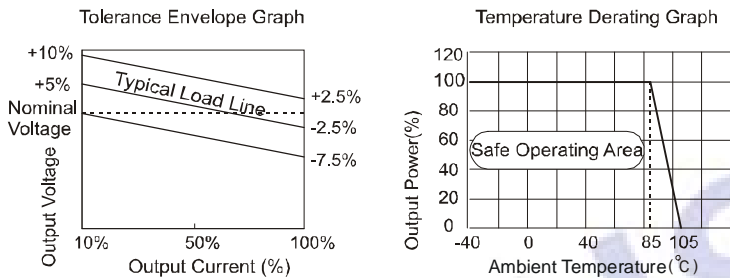 Tolerance Envelope Graph
+10%
+5%
Nominal
Voltage
Typical Load Line
+2.5%
-2.5%
-7.5%
Output Voltage
10%
50%
100%
Output Current (%)
Temperature Derating Graph
120
100
80
60
40
20
0
Output Power(%)
Safe Operating Area
-40
0
40
85
105
Ambient Temperature(°C)